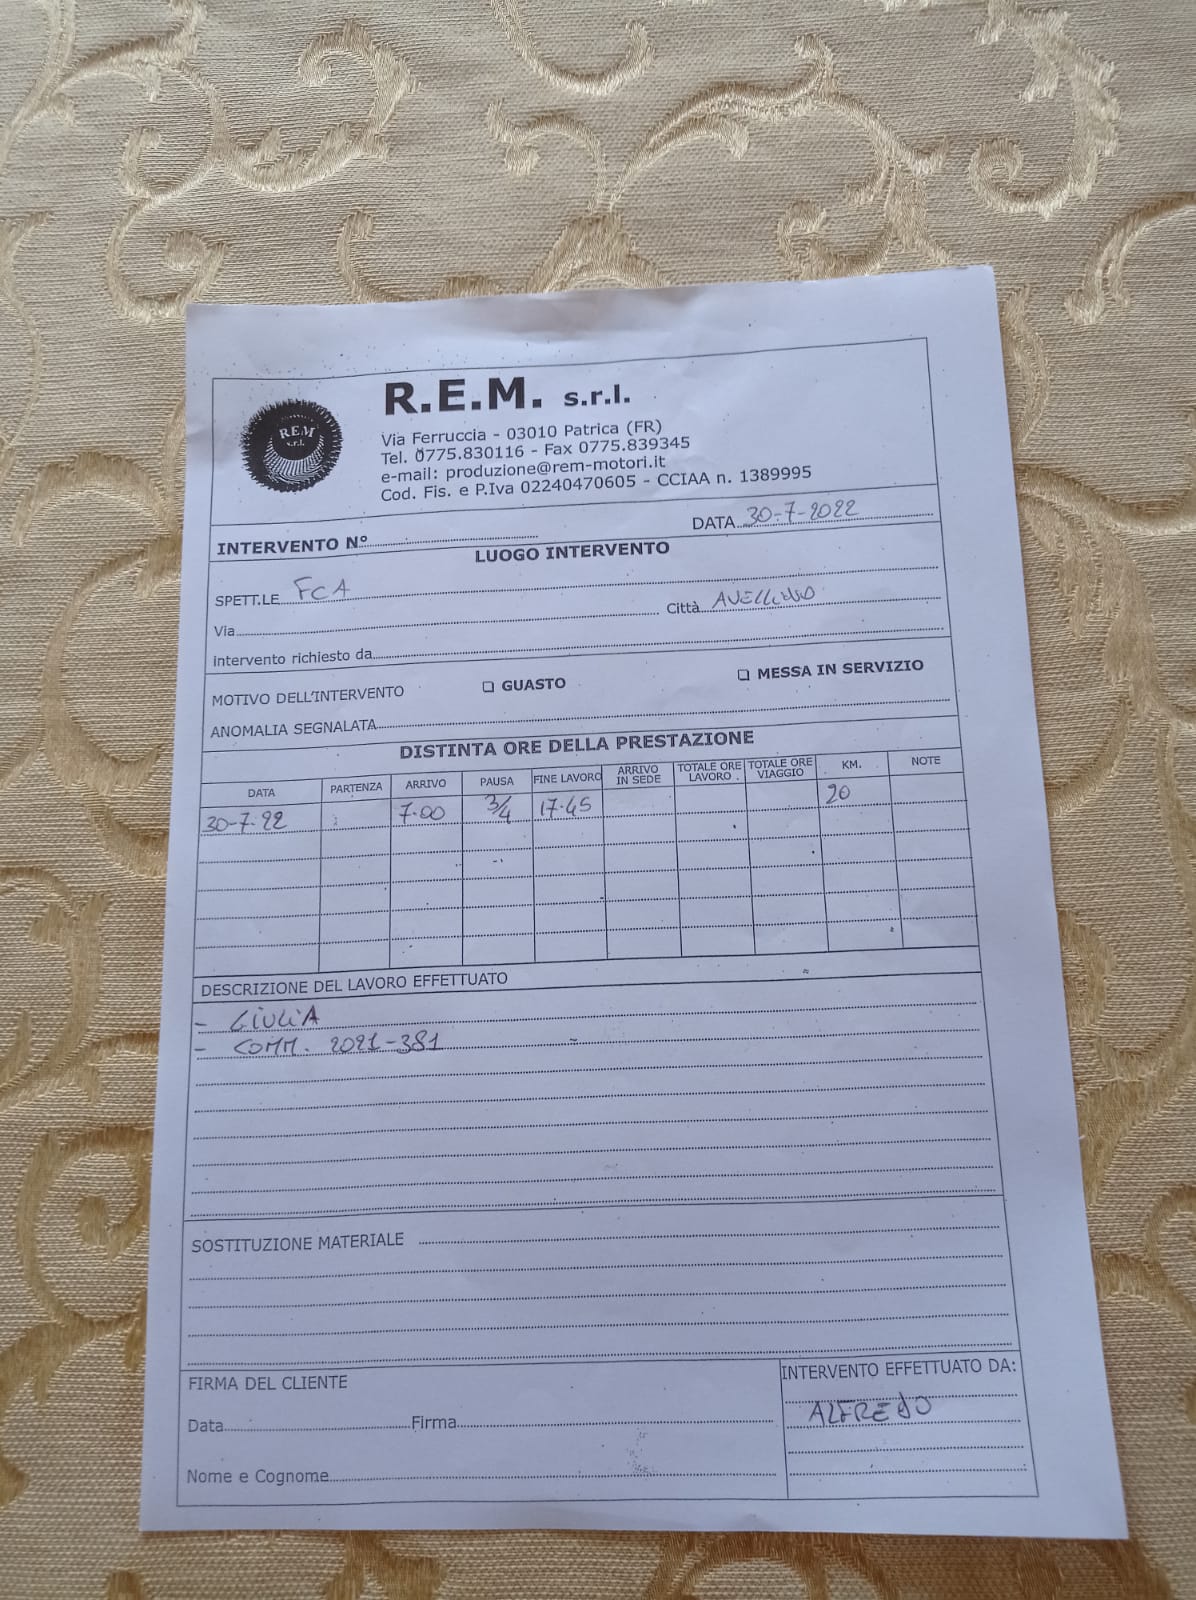 R.E.M. s.r.l.
REM
s.r.l.
Via Ferruccia - 03010 Patrica (FR)
Tel. 0775.830116 - Fax 0775.839345
e-mail: produzione@rem-motori.it
Cod. Fis. e P.Iva 02240470605 - CCIAA n. 1389995
INTERVENTO N° DATA 30-7-2022
LUOGO INTERVENTO
SPETT.LE FCA
Via Città AVELLINO
Intervento richiesto da
MOTIVO DELL'INTERVENTO ❑ GUASTO ❑ MESSA IN SERVIZIO
ANOMALIA SEGNALATA
DISTINTA ORE DELLA PRESTAZIONE
DATA PARTENZA ARRIVO PAUSA FINE LAVORO ARRIVO IN SEDE TOTALE ORE LAVORO TOTALE ORE VIAGGIO KM. NOTE
30-7-22 7.00 3/4 17.45 20
DESCRIZIONE DEL LAVORO EFFETTUATO
- GIULIA
- COMM. 2021-381
SOSTITUZIONE MATERIALE
FIRMA DEL CLIENTE
Data Firma
Nome e Cognome
INTERVENTO EFFETTUATO DA:
ALFREDO